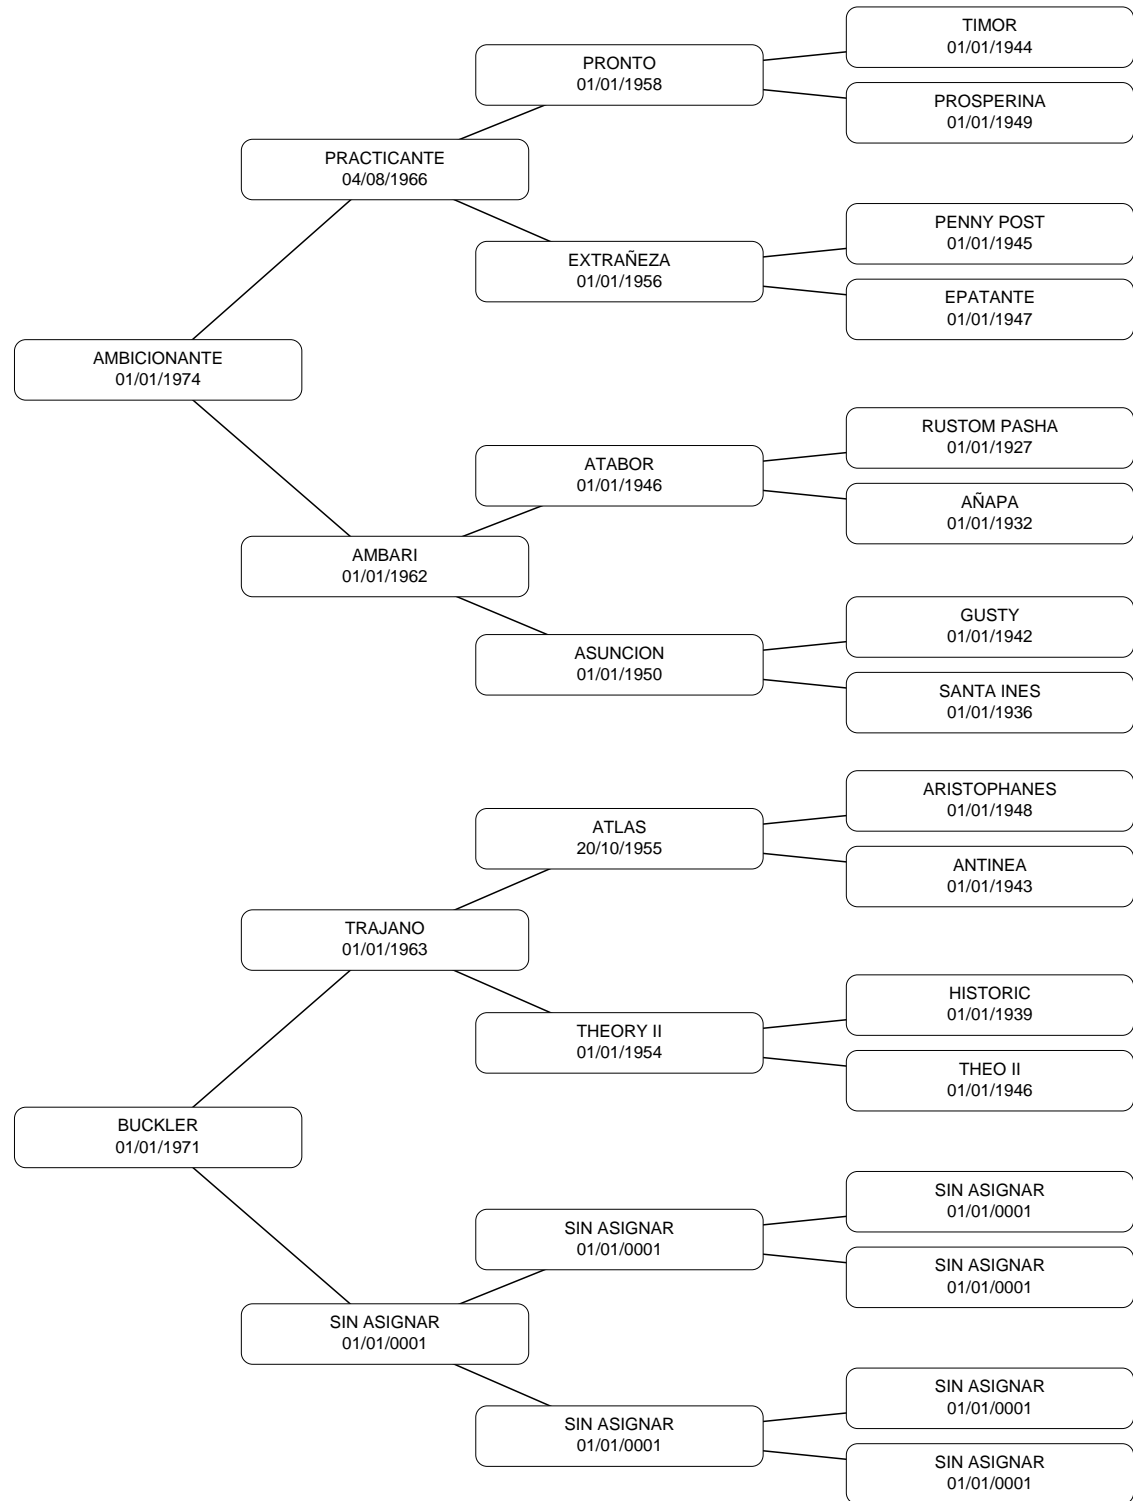 TIMOR
01/01/1944
PRONTO
01/01/1958
PROSPERINA
01/01/1949
PRACTICANTE
04/08/1966
PENNY POST
01/01/1945
EXTRAÑEZA
01/01/1956
EPATANTE
01/01/1947
AMBICIONANTE
01/01/1974
RUSTOM PASHA
01/01/1927
ATABOR
01/01/1946
AÑAPA
01/01/1932
AMBARI
01/01/1962
GUSTY
01/01/1942
ASUNCION
01/01/1950
SANTA INES
01/01/1936
ARISTOPHANES
01/01/1948
ATLAS
20/10/1955
ANTINEA
01/01/1943
TRAJANO
01/01/1963
HISTORIC
01/01/1939
THEORY II
01/01/1954
THEO II
01/01/1946
BUCKLER
01/01/1971
SIN ASIGNAR
01/01/0001
SIN ASIGNAR
01/01/0001
SIN ASIGNAR
01/01/0001
SIN ASIGNAR
01/01/0001
SIN ASIGNAR
01/01/0001
SIN ASIGNAR
01/01/0001
SIN ASIGNAR
01/01/0001